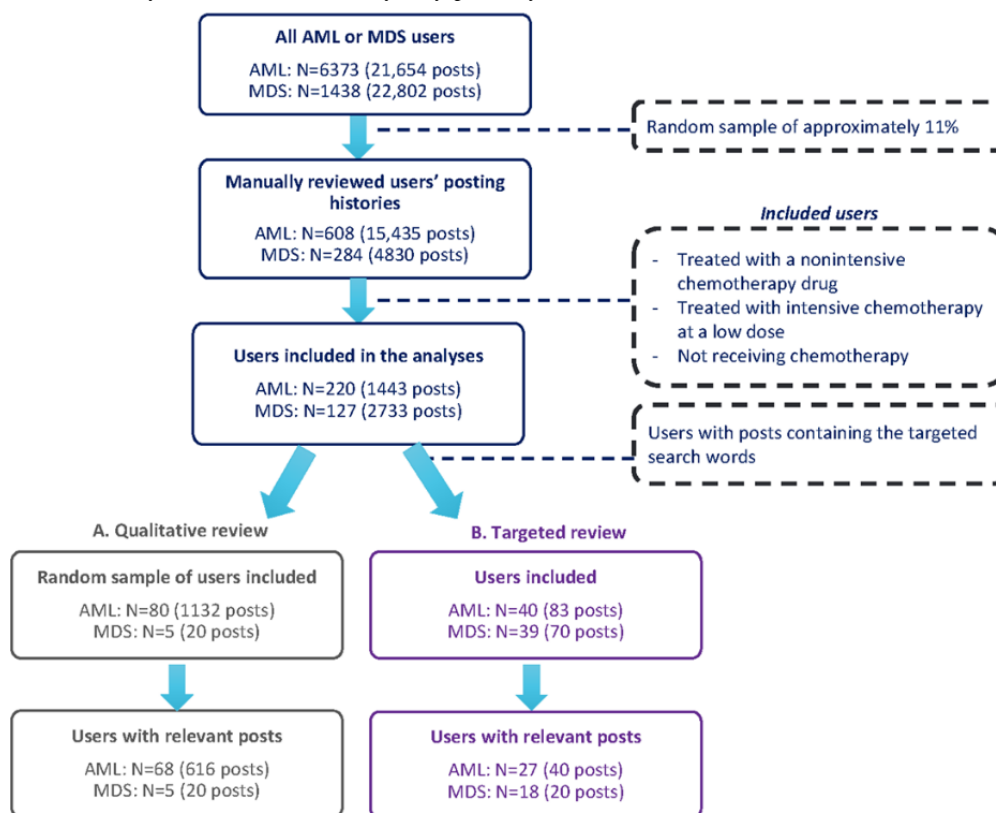 All AML or MDS users
AML: N=6373 (21,654 posts)
MDS: N=1438 (22,802 posts)
Random sample of approximately 11%
Manually reviewed users’ posting
histories
AML: N=608 (15,435 posts)
MDS: N=284 (4830 posts)
Included users
- Treated with a nonintensive
chemotherapy drug
- Treated with intensive chemotherapy
at a low dose
- Not receiving chemotherapy
Users included in the analyses
AML: N=220 (1443 posts)
MDS: N=127 (2733 posts)
Users with posts containing the targeted
search words
A. Qualitative review
Random sample of users included
AML: N=80 (1132 posts)
MDS: N=5 (20 posts)
Users with relevant posts
AML: N=68 (616 posts)
MDS: N=5 (20 posts)
B. Targeted review
Users included
AML: N=40 (83 posts)
MDS: N=39 (70 posts)
Users with relevant posts
AML: N=27 (40 posts)
MDS: N=18 (20 posts)